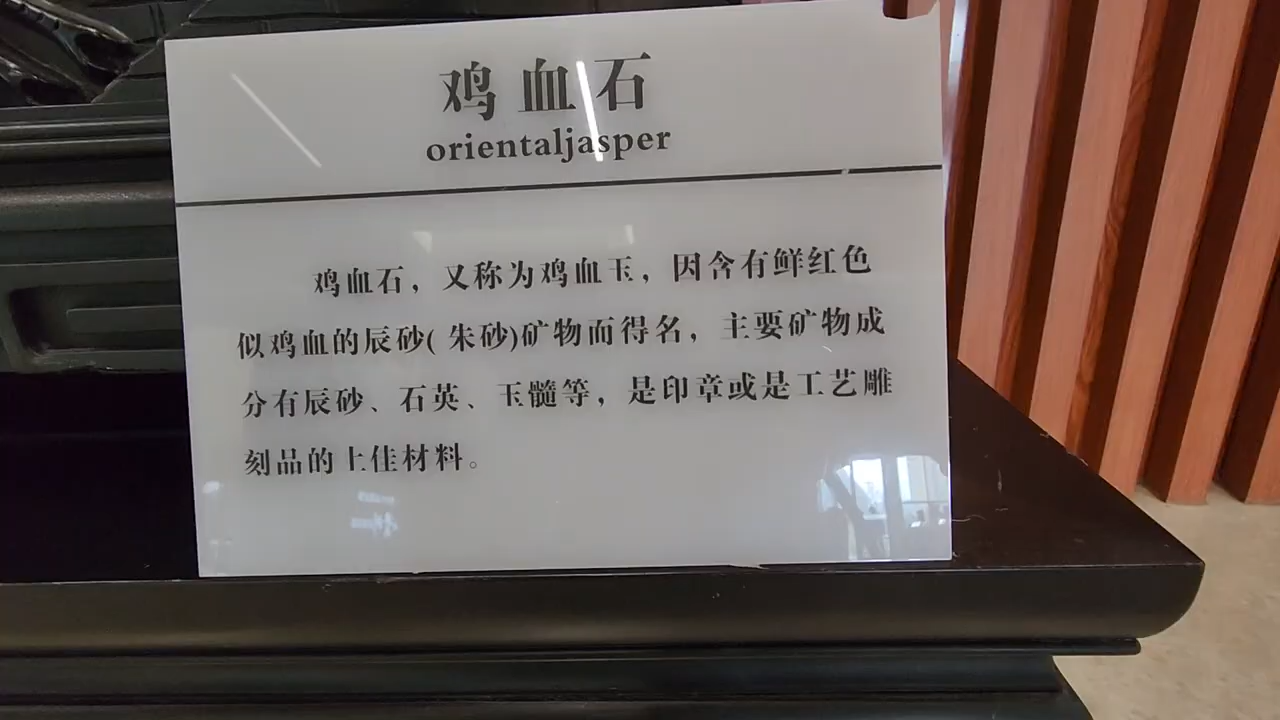 鸡血石
orientaljasper
鸡血石，又称为鸡血玉，因含有鲜红色
似鸡血的辰砂( 朱砂)矿物而得名，主要矿物成
分有辰砂、石英、玉髓等，是印章或是工艺雕
刻品的上佳材料。